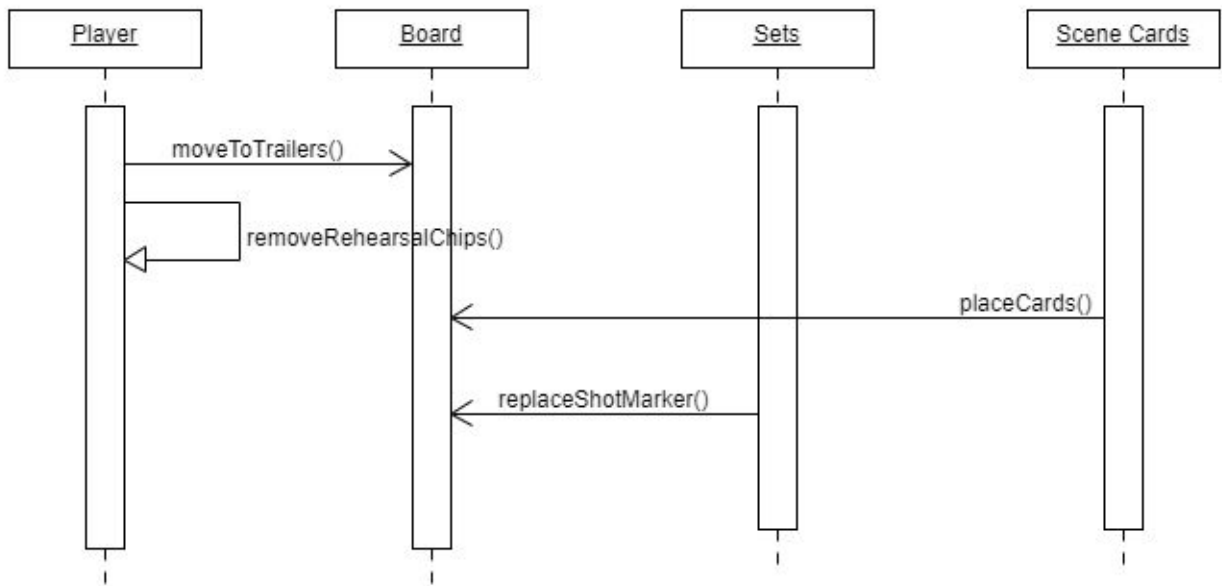 Player
Board
Sets
Scene Cards
moveToTrailers()
removeRehearsalChips()
placeCards()
replaceShotMarker()